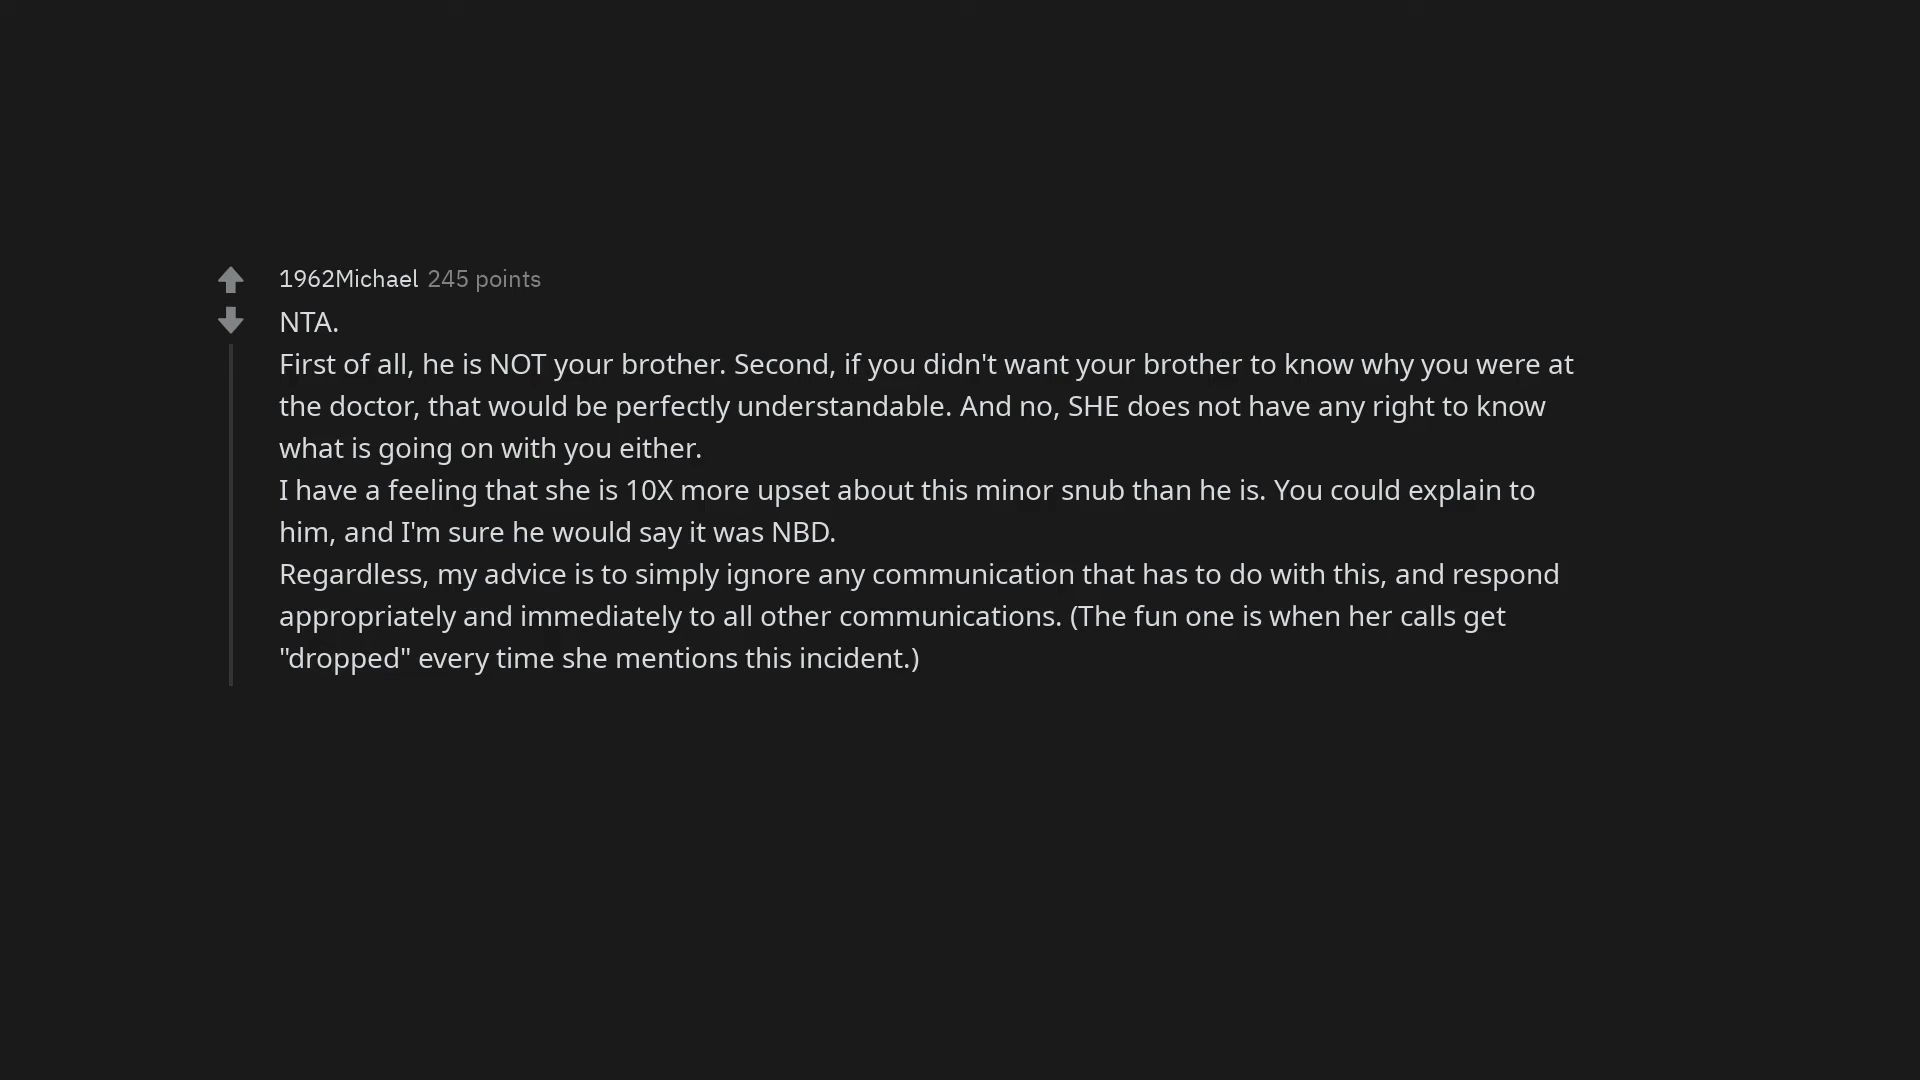 1962Michael 245 points
NTA.
First of all, he is NOT your brother. Second, if you didn't want your brother to know why you were at
the doctor, that would be perfectly understandable. And no, SHE does not have any right to know
what is going on with you either.
I have a feeling that she is 10X more upset about this minor snub than he is. You could explain to
him, and I'm sure he would say it was NBD.
Regardless, my advice is to simply ignore any communication that has to do with this, and respond
appropriately and immediately to all other communications. (The fun one is when her calls get
"dropped" every time she mentions this incident.)